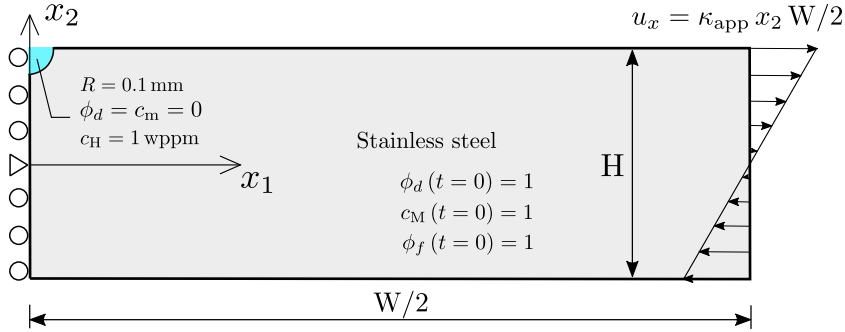 x₂
uₓ = κ_app x₂ W/2
R = 0.1 mm
ϕ_d = c_m = 0
c_H = 1 wppm
Stainless steel
H
x₁
ϕ_d (t = 0) = 1
c_M (t = 0) = 1
ϕ_f (t = 0) = 1
W/2